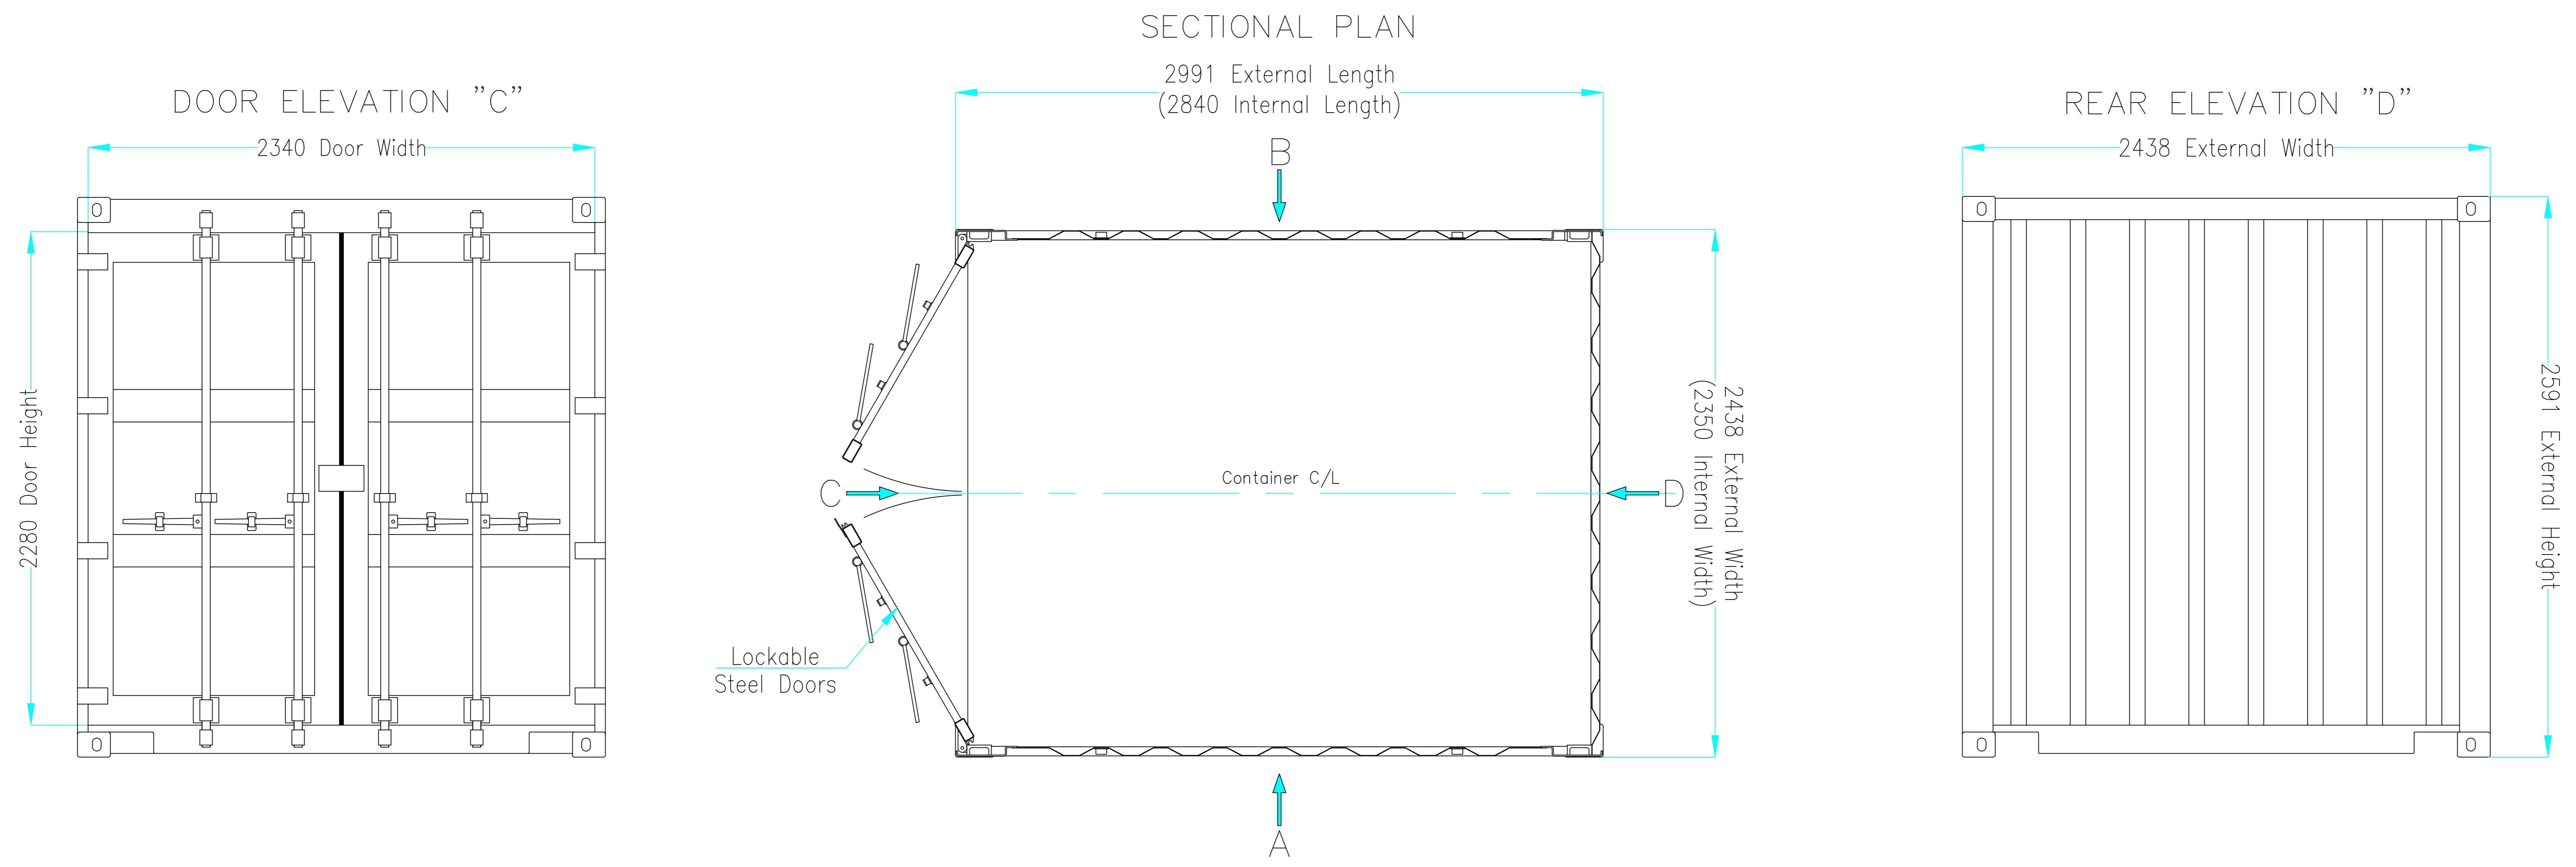 DOOR ELEVATION "C"
2340 Door Width
2280 Door Height
SECTIONAL PLAN
2991 External Length
(2840 Internal Length)
B
C
Container C/L
D
2438 External Width
(2350 Internal Width)
Lockable
Steel Doors
A
REAR ELEVATION "D"
2438 External Width
2591 External Height